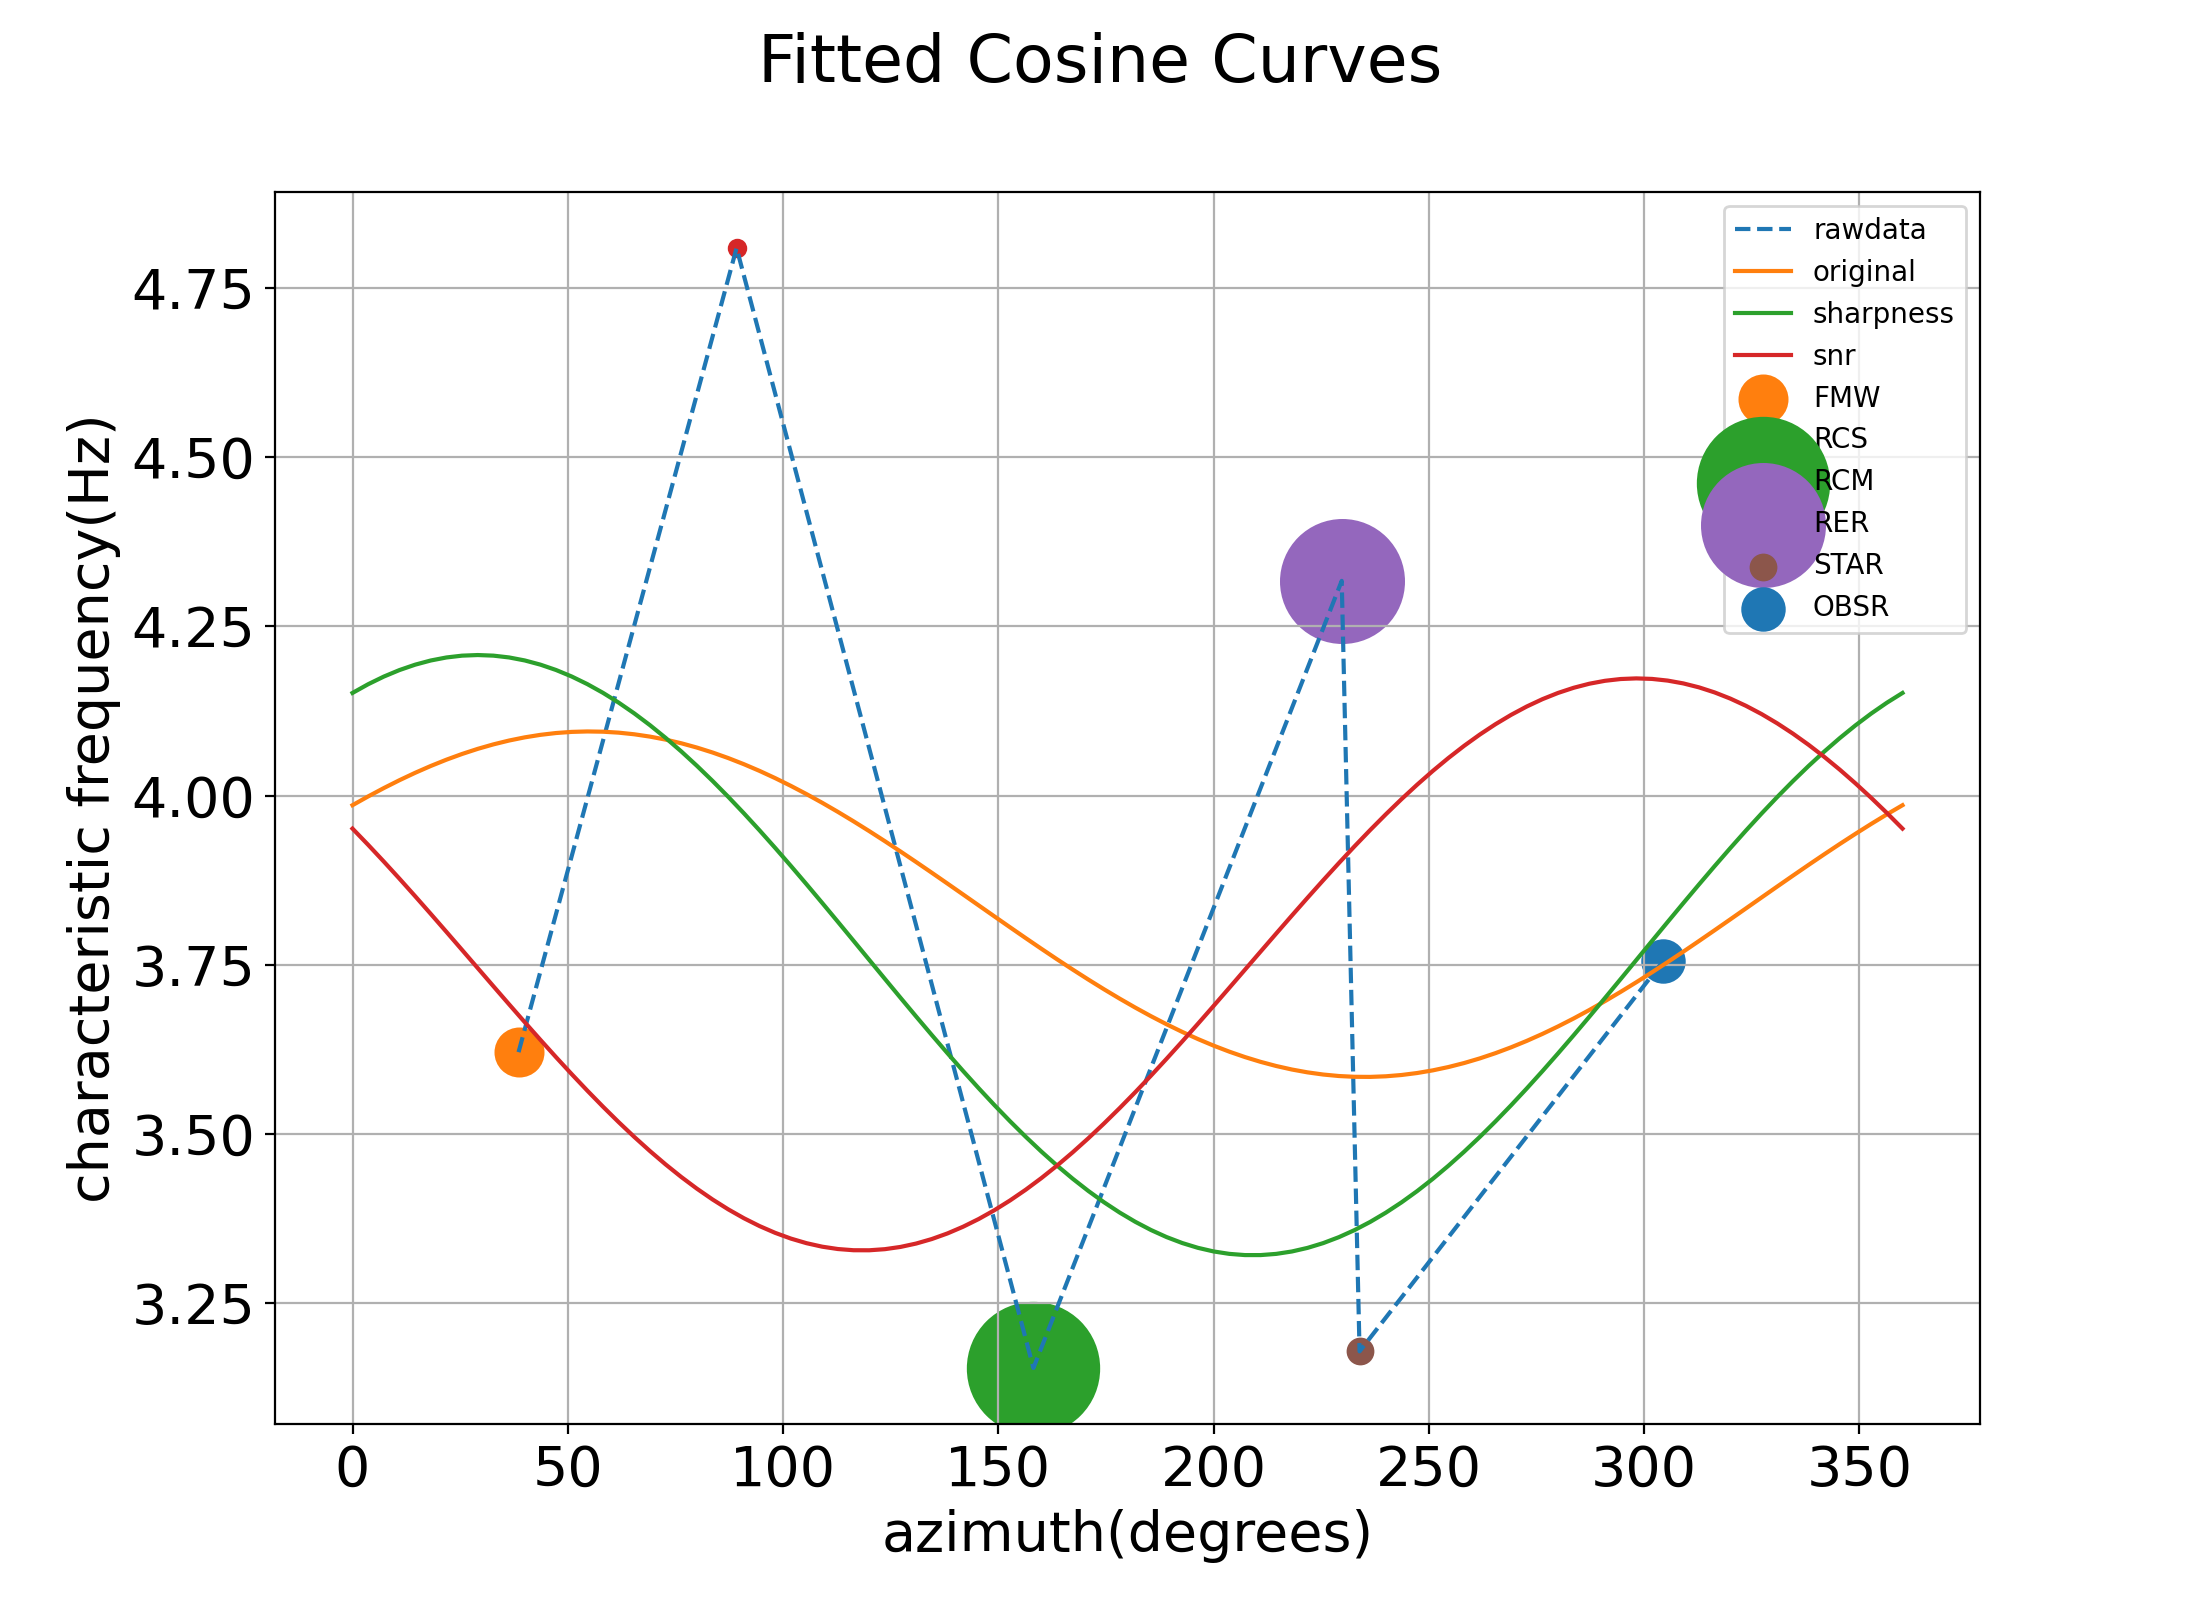 Fitted Cosine Curves
characteristic frequency(Hz)
4.75
4.50
4.25
4.00
3.75
3.50
3.25
rawdata
original
sharpness
snr
FMW
RCS
RCM
RER
STAR
OBSR
0 50 100 150 200 250 300 350
azimuth(degrees)